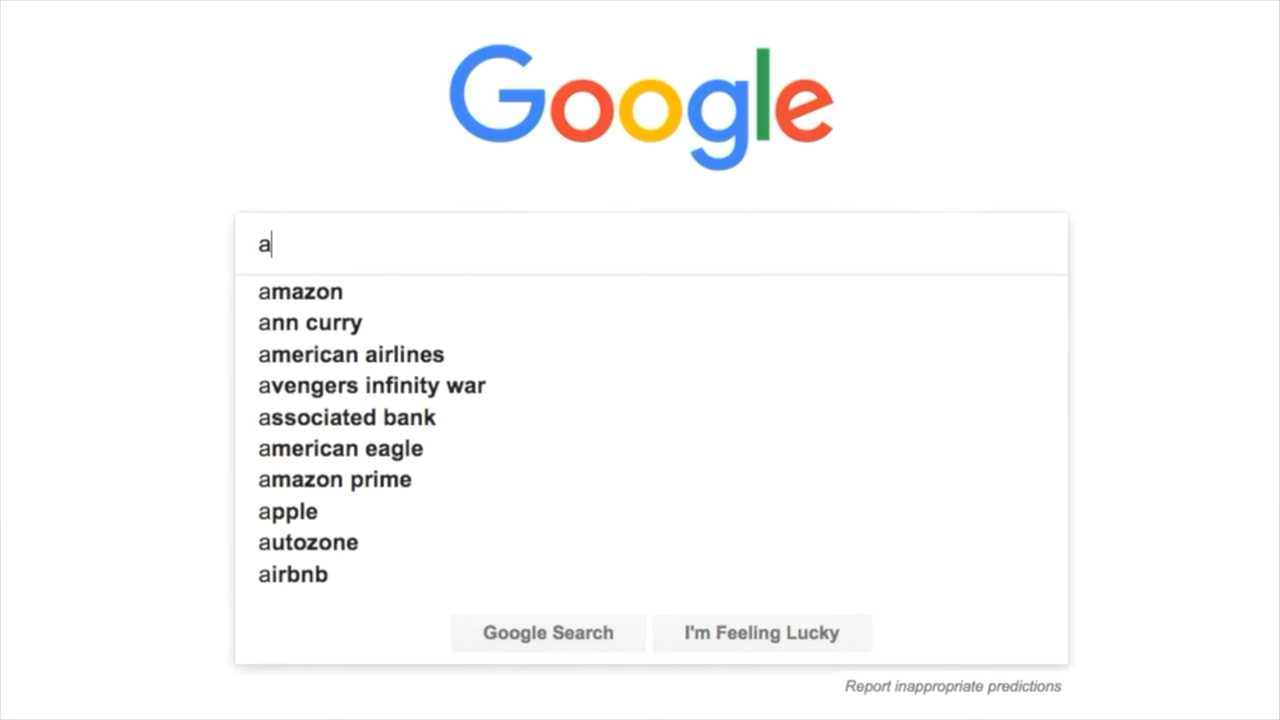 Google
a
amazon
ann curry
american airlines
avengers infinity war
associated bank
american eagle
amazon prime
apple
autozone
airbnb
Google Search
I'm Feeling Lucky
Report inappropriate predictions